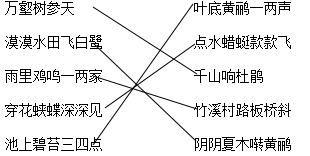 万壑树参天 叶底黄鹂一两声
漠漠水田飞白鹭 点水蜻蜓款款飞
雨里鸡鸣一两家 千山响杜鹃
穿花蛱蝶深深见 竹溪村路板桥斜
池上碧苔三四点 阴阴夏木啭黄鹂